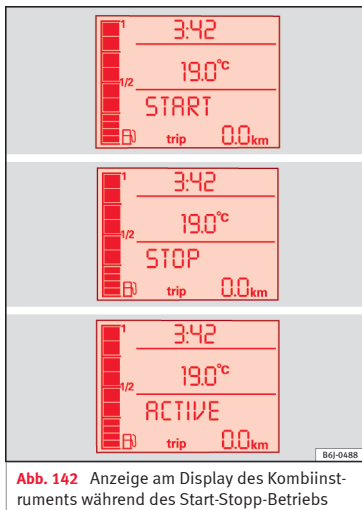 1
3:42
19.0°C
1/2
START
trip 0.0km
1
3:42
19.0°C
1/2
STOP
trip 0.0km
1
3:42
19.0°C
1/2
ACTIVE
trip 0.0km
B6J-0488
Abb. 142 Anzeige am Display des Kombiinst-
ruments während des Start-Stopp-Betriebs